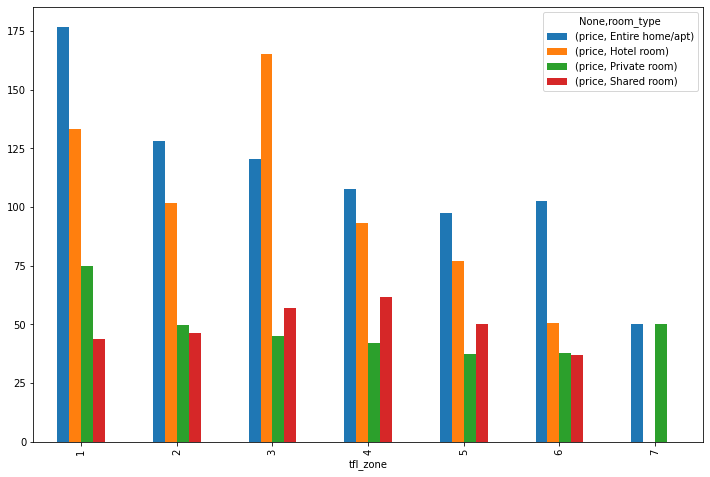 None,room_type
(price, Entire home/apt)
(price, Hotel room)
(price, Private room)
(price, Shared room)
175
150
125
100
75
50
25
0
1
2
3
4
5
6
7
tfl_zone